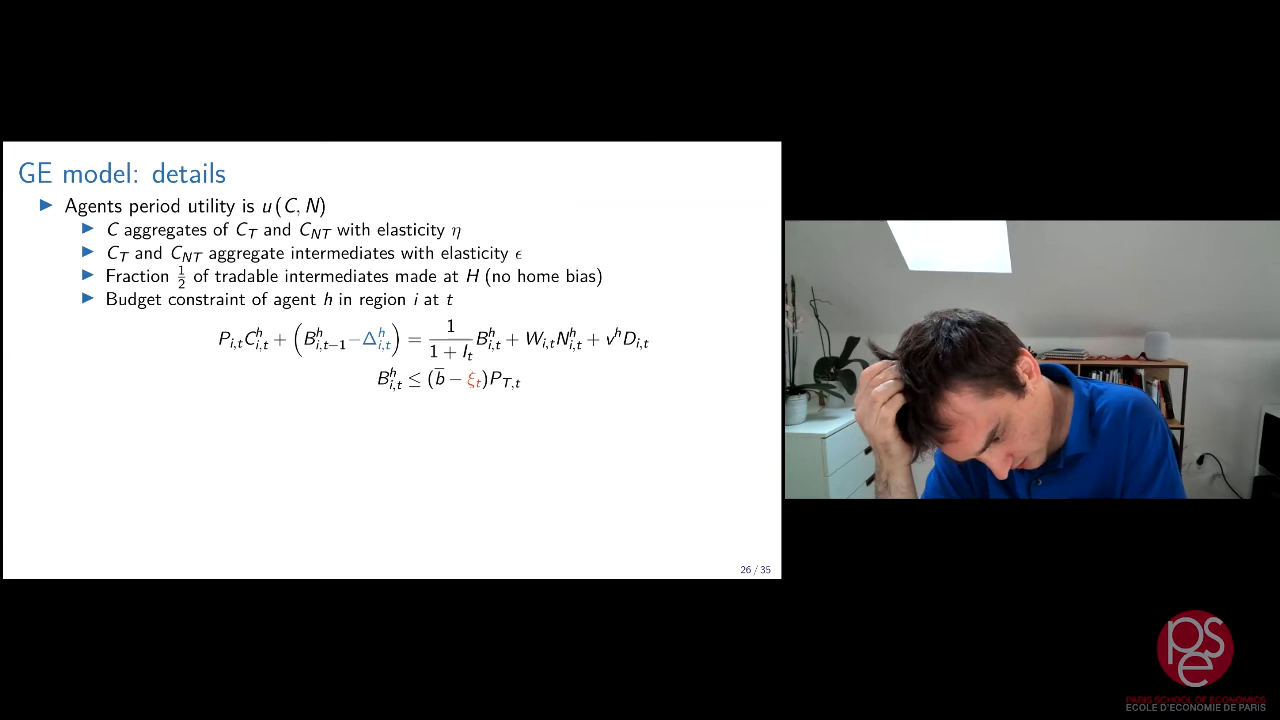 GE model: details
▶ Agents period utility is u (C, N)
▶ C aggregates of C_T and C_NT with elasticity η
▶ C_T and C_NT aggregate intermediates with elasticity ϵ
▶ Fraction 1/2 of tradable intermediates made at H (no home bias)
▶ Budget constraint of agent h in region i at t
P_{i,t}C^h_{i,t} + (B^h_{i,t−1} − Δ^h_{i,t}) = 1/(1 + I_t) B^h_{i,t} + W_{i,t}N^h_{i,t} + v^h D_{i,t}
B^h_{i,t} ≤ (b̅ − ξ_t)P_{T,t}
26 / 35
pse
PARIS SCHOOL OF ECONOMICS
ECOLE D'ECONOMIE DE PARIS